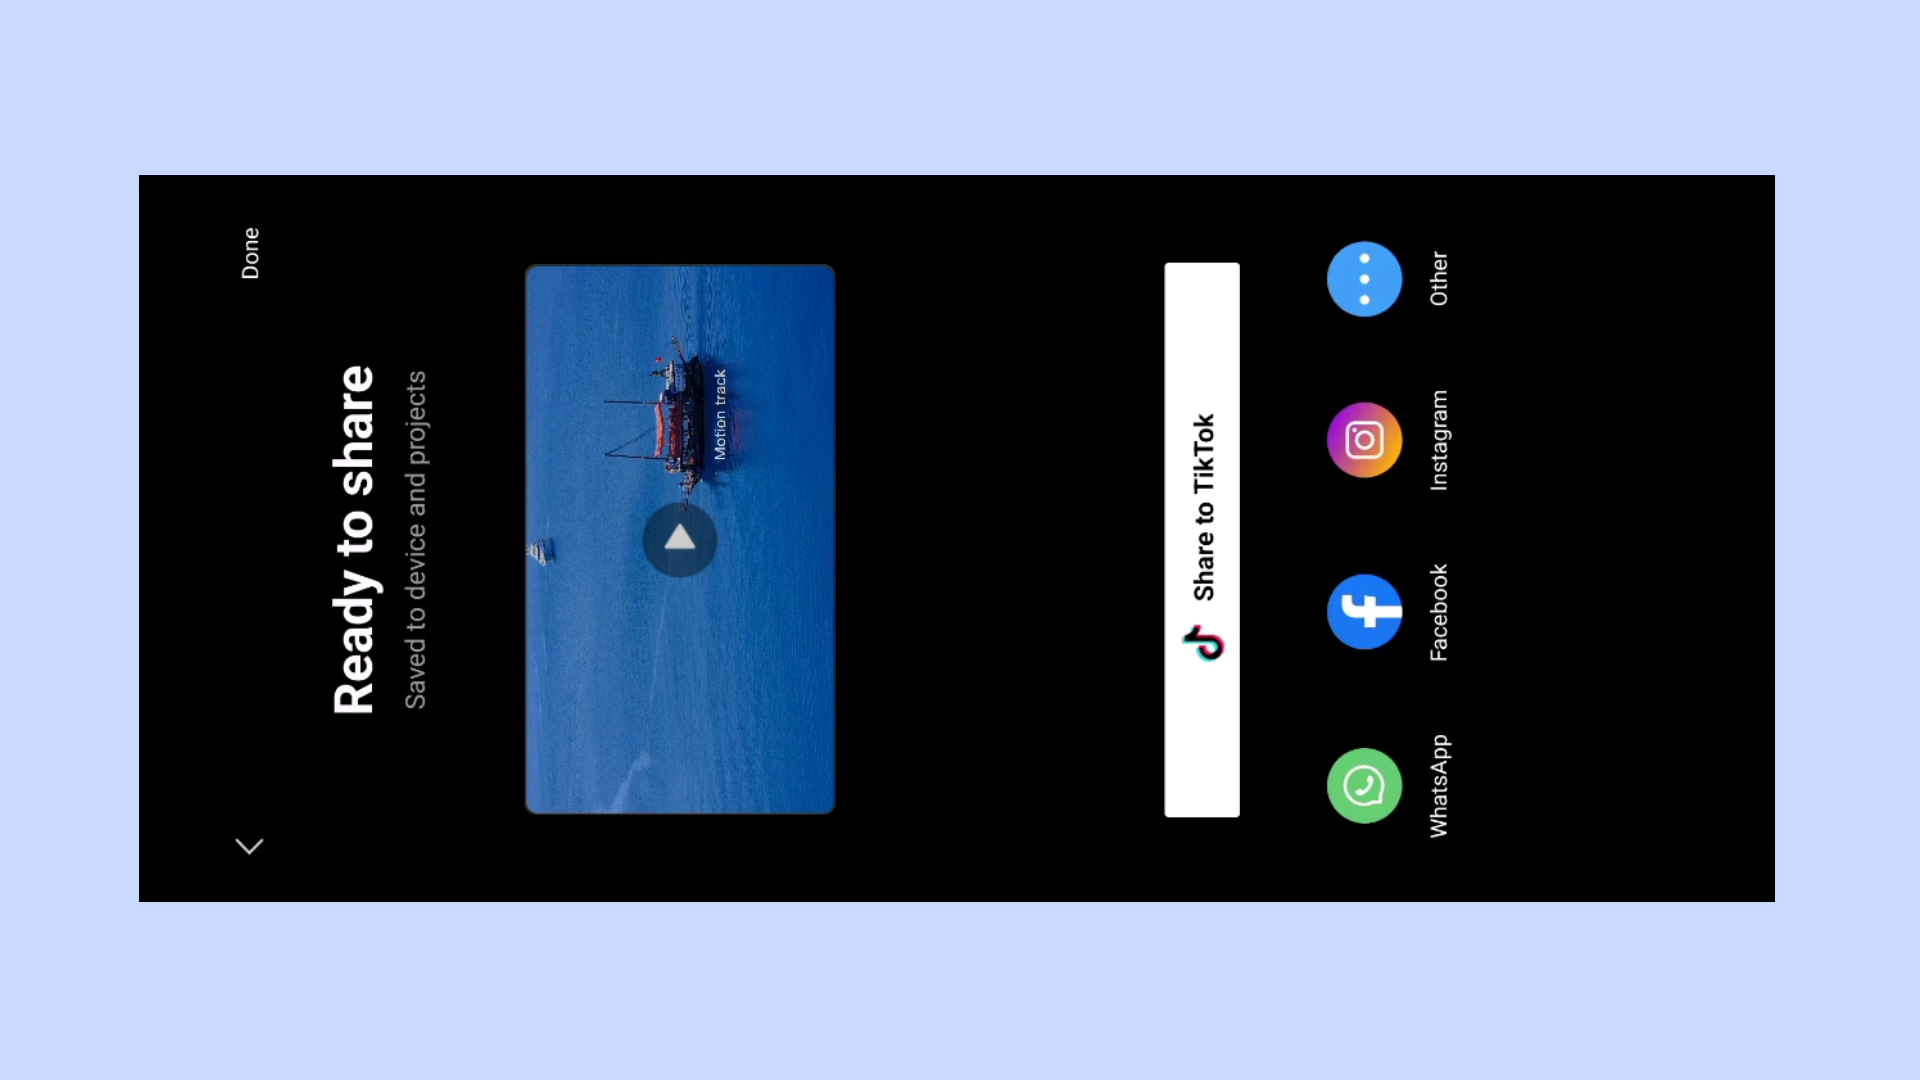 Done
Ready to share
Saved to device and projects
Motion track
Share to TikTok
WhatsApp
Facebook
Instagram
Other